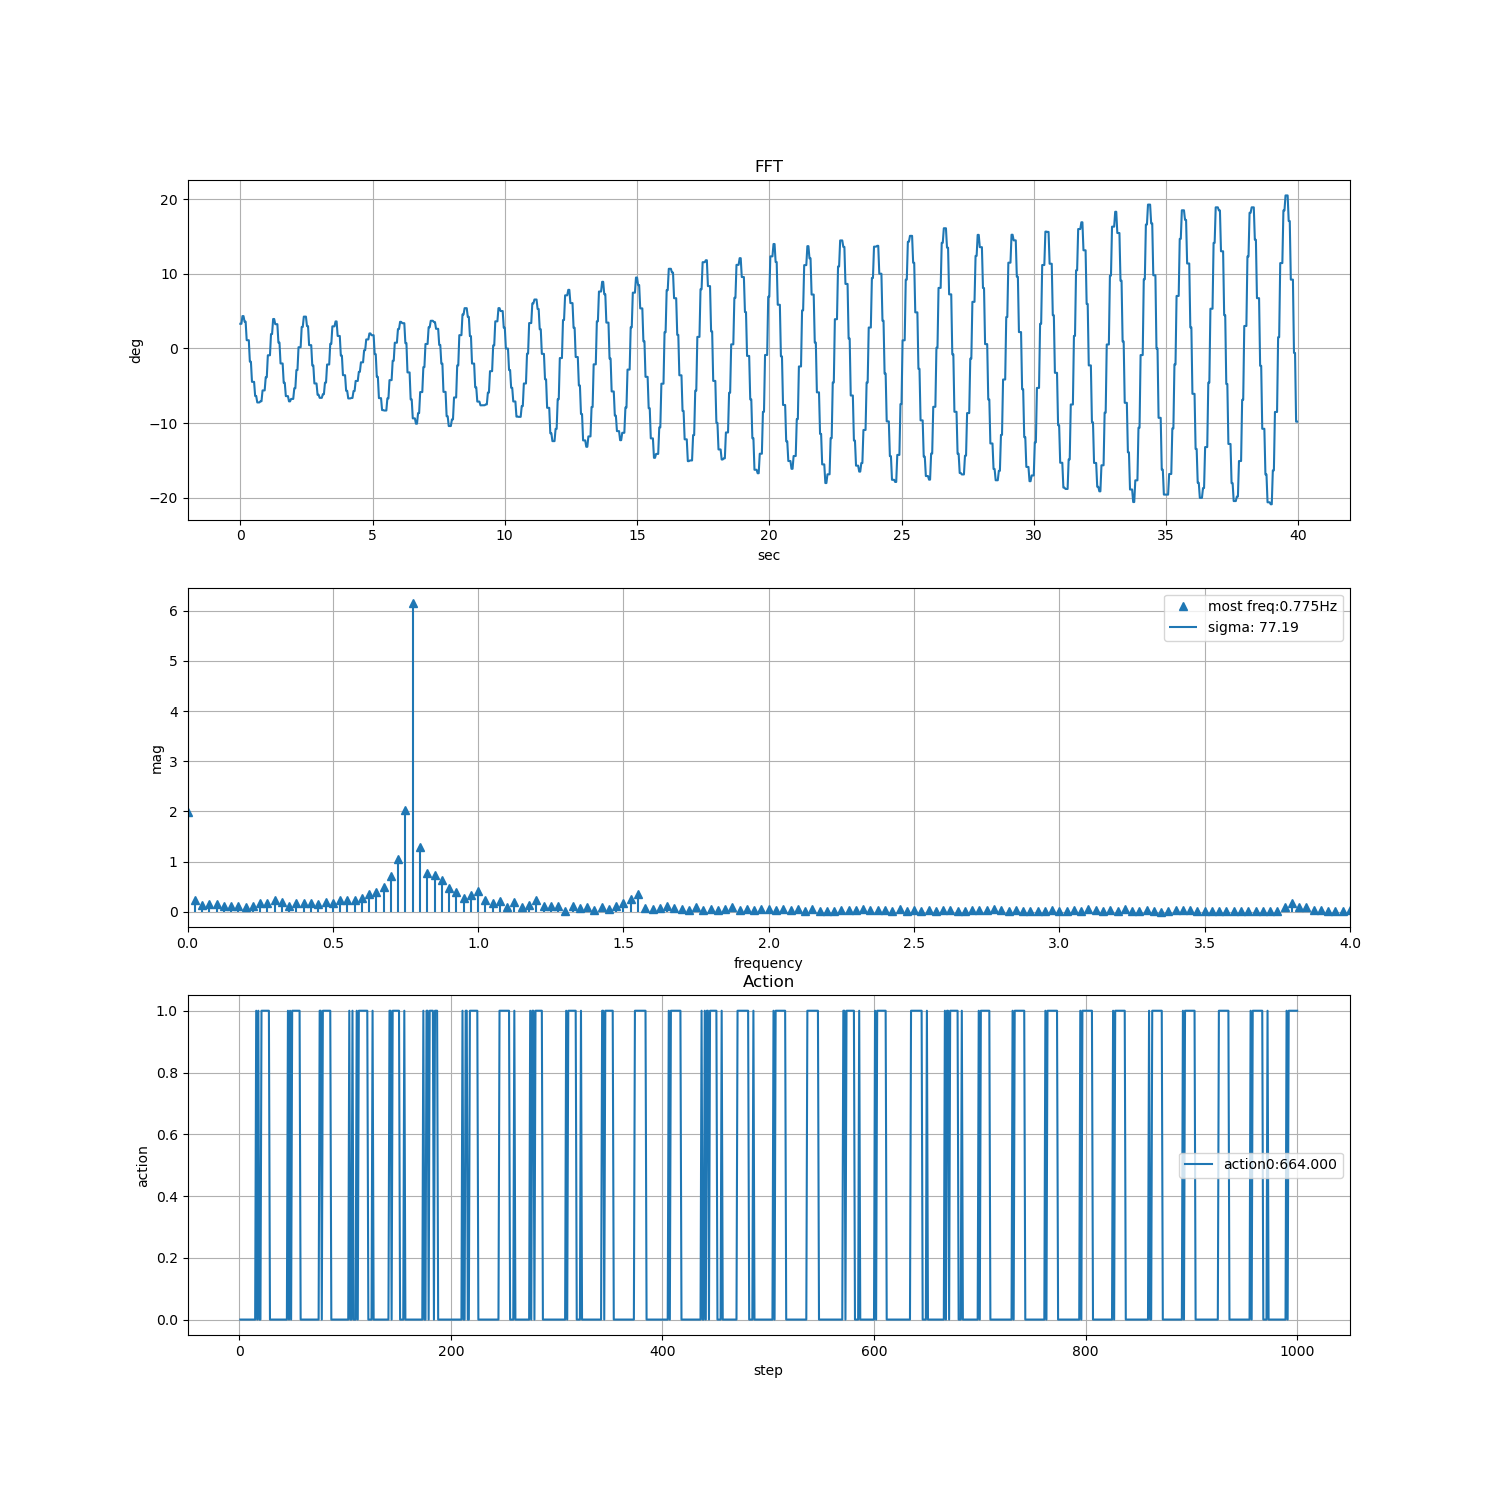 FFT
20
10
0
−10
−20
deg
0 5 10 15 20 25 30 35 40
sec
most freq:0.775Hz
sigma: 77.19
6
5
4
3
2
1
0
mag
0.0 0.5 1.0 1.5 2.0 2.5 3.0 3.5 4.0
frequency
Action
1.0
0.8
0.6
0.4
0.2
0.0
action
action0:664.000
0 200 400 600 800 1000
step